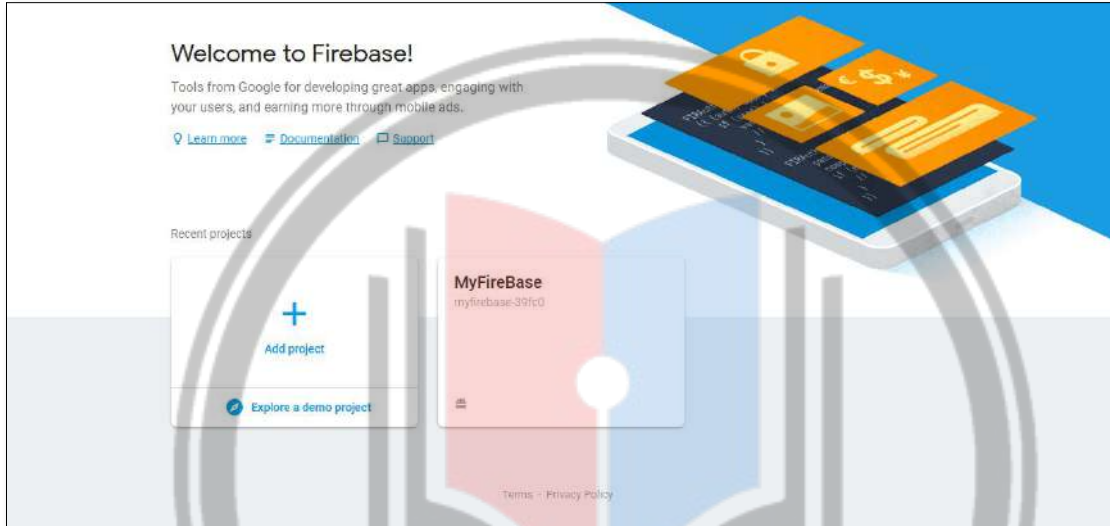 Welcome to Firebase!
Tools from Google for developing great apps, engaging with
your users, and earning more through mobile ads.
Learn more Documentation Support
Recent projects
Add project
Explore a demo project
MyFireBase
myfirebase-39fc0
Terms - Privacy Policy